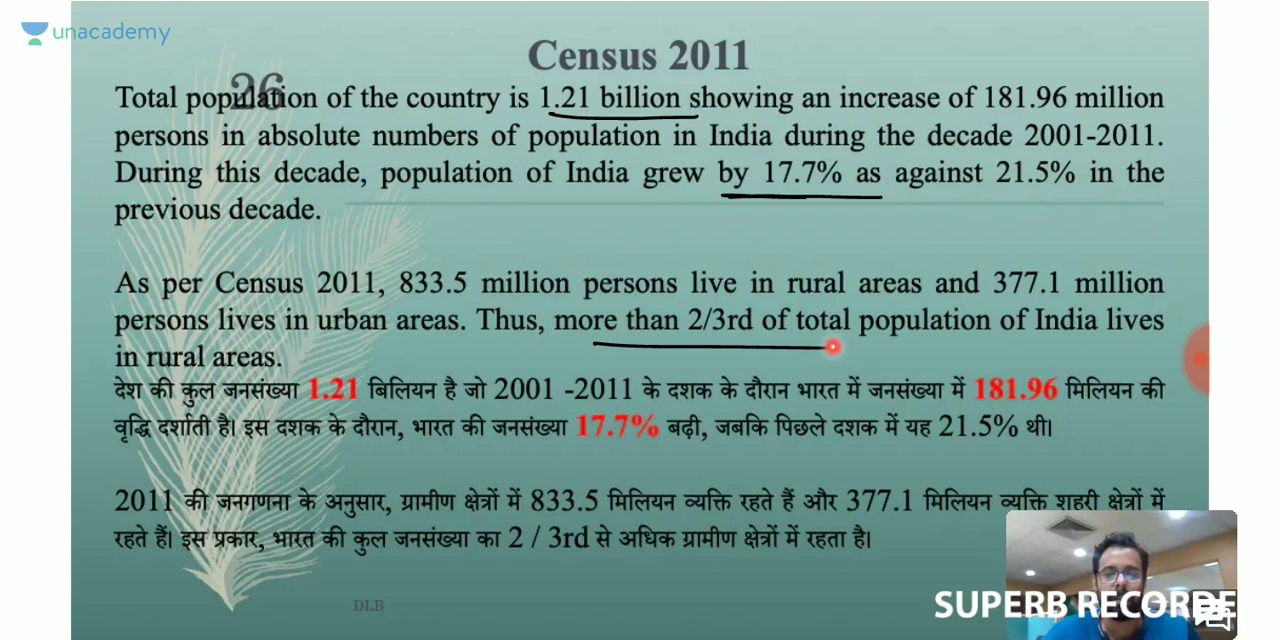 unacademy
Census 2011
26
Total population of the country is 1.21 billion showing an increase of 181.96 million
persons in absolute numbers of population in India during the decade 2001-2011.
During this decade, population of India grew by 17.7% as against 21.5% in the
previous decade.
As per Census 2011, 833.5 million persons live in rural areas and 377.1 million
persons lives in urban areas. Thus, more than 2/3rd of total population of India lives
in rural areas.
देश की कुल जनसंख्या 1.21 बिलियन है जो 2001 -2011 के दशक के दौरान भारत में जनसंख्या में 181.96 मिलियन की
वृद्धि दर्शाती है। इस दशक के दौरान, भारत की जनसंख्या 17.7% बढ़ी, जबकि पिछले दशक में यह 21.5% थी।
2011 की जनगणना के अनुसार, ग्रामीण क्षेत्रों में 833.5 मिलियन व्यक्ति रहते हैं और 377.1 मिलियन व्यक्ति शहरी क्षेत्रों में
रहते हैं। इस प्रकार, भारत की कुल जनसंख्या का 2 / 3rd से अधिक ग्रामीण क्षेत्रों में रहता है।
DLB
SUPERB RECORDE